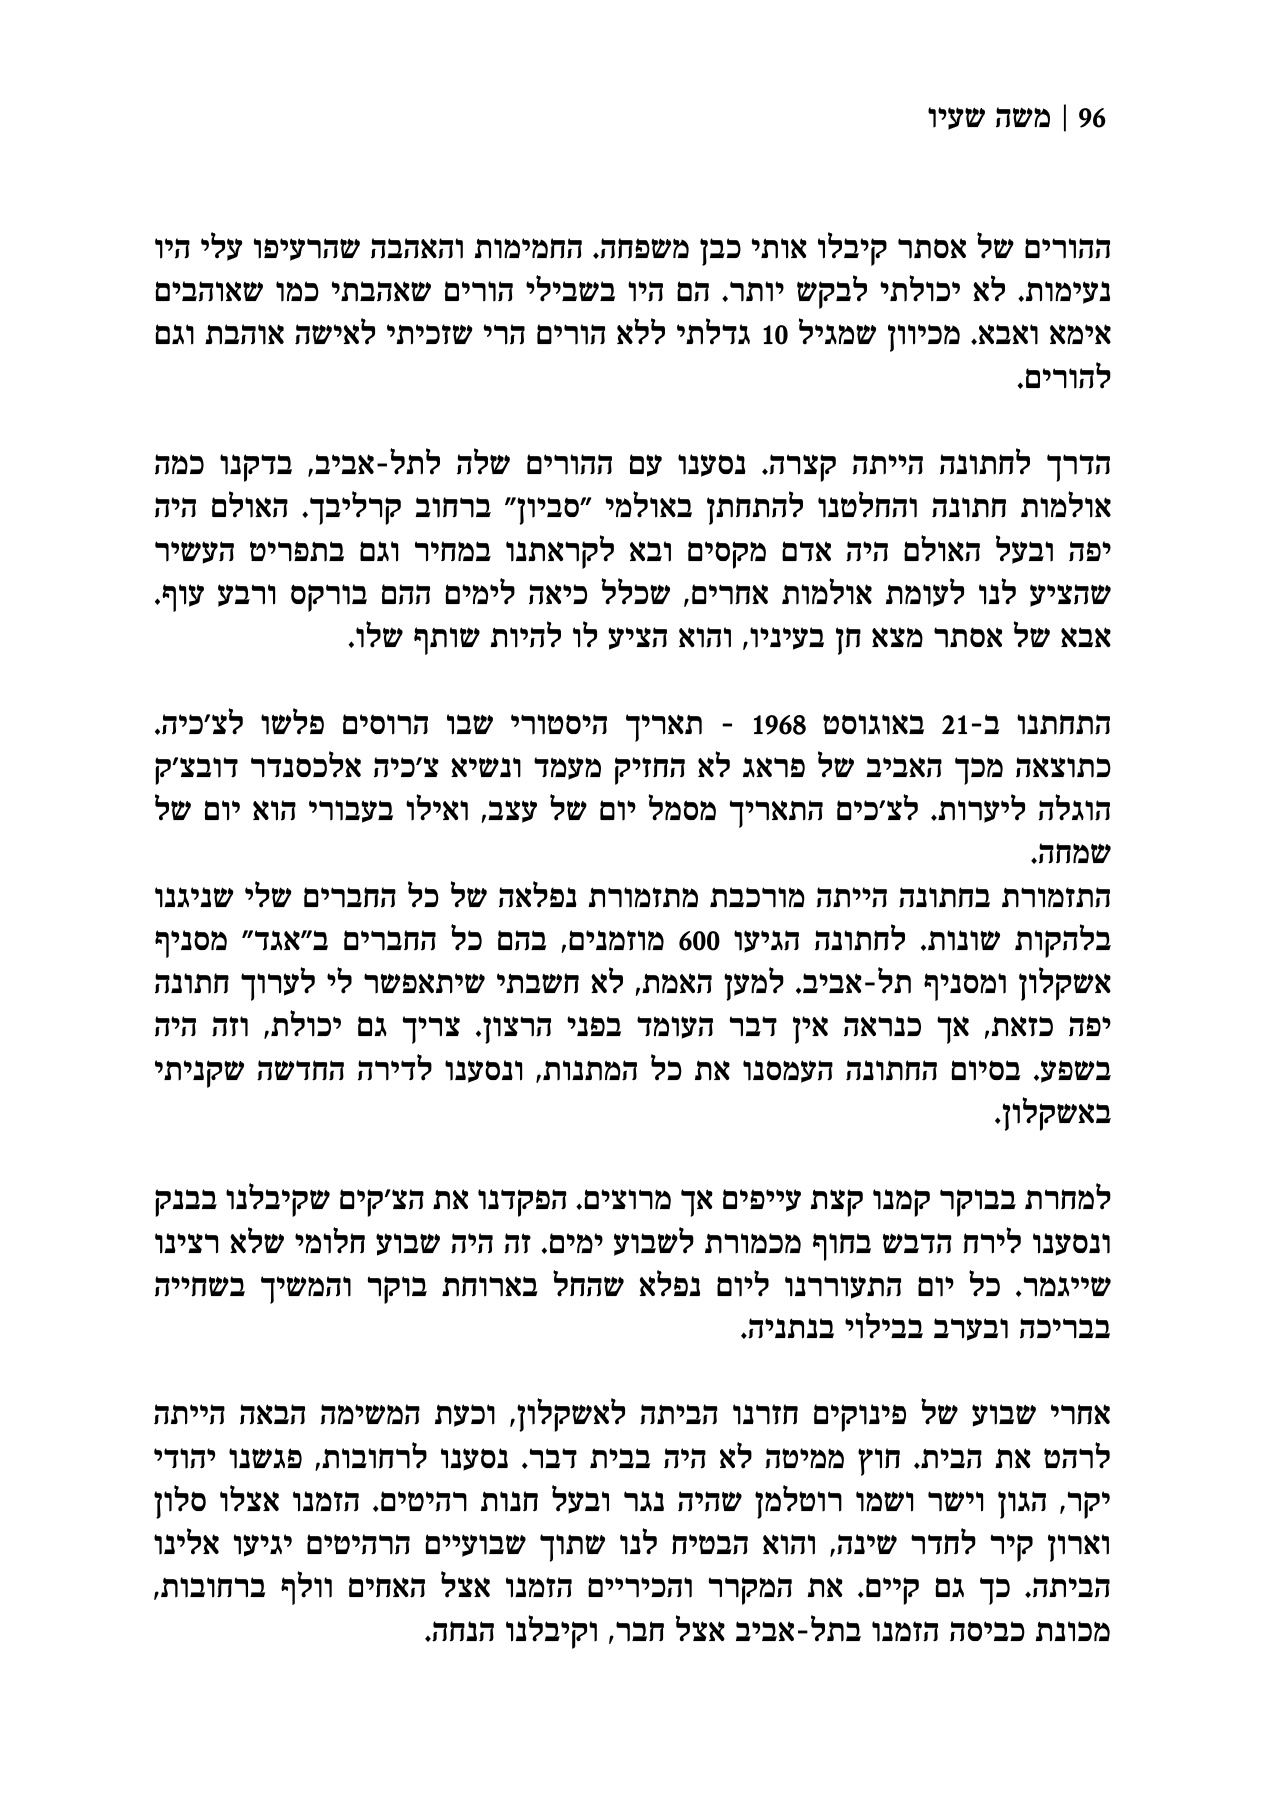 96 | משה שעיו
ההורים של אסתר קיבלו אותי כבן משפחה. החמימות והאהבה שהרעיפו עלי היו
נעימות. לא יכולתי לבקש יותר. הם היו בשבילי הורים שאהבתי כמו שאוהבים
אימא ואבא. מכיוון שמגיל 10 גדלתי ללא הורים הרי שזכיתי לאישה אוהבת וגם
להורים.
הדרך לחתונה הייתה קצרה. נסענו עם ההורים שלה לתל-אביב, בדקנו כמה
אולמות חתונה והחלטנו להתחתן באולמי "סביון" ברחוב קרליבך. האולם היה
יפה ובעל האולם היה אדם מקסים ובא לקראתנו במחיר וגם בתפריט העשיר
שהציע לנו לעומת אולמות אחרים, שכלל כיאה לימים ההם בורקס ורבע עוף.
אבא של אסתר מצא חן בעיניו, והוא הציע לו להיות שותף שלו.
התחתנו ב-21 באוגוסט 1968 - תאריך היסטורי שבו הרוסים פלשו לצ'כיה.
כתוצאה מכך האביב של פראג לא החזיק מעמד ונשיא צ'כיה אלכסנדר דובצ'ק
הוגלה ליערות. לצ'כים התאריך מסמל יום של עצב, ואילו בעבורי הוא יום של
שמחה.
התזמורת בחתונה הייתה מורכבת מתזמורת נפלאה של כל החברים שלי שניגנו
בלהקות שונות. לחתונה הגיעו 600 מוזמנים, בהם כל החברים ב"אגד" מסניף
אשקלון ומסניף תל-אביב. למען האמת, לא חשבתי שיתאפשר לי לערוך חתונה
יפה כזאת, אך כנראה אין דבר העומד בפני הרצון. צריך גם יכולת, וזה היה
בשפע. בסיום החתונה העמסנו את כל המתנות, ונסענו לדירה החדשה שקניתי
באשקלון.
למחרת בבוקר קמנו קצת עייפים אך מרוצים. הפקדנו את הצ'קים שקיבלנו בבנק
ונסענו לירח הדבש בחוף מכמורת לשבוע ימים. זה היה שבוע חלומי שלא רצינו
שייגמר. כל יום התעוררנו ליום נפלא שהחל בארוחת בוקר והמשיך בשחייה
בבריכה ובערב בבילוי בנתניה.
אחרי שבוע של פינוקים חזרנו הביתה לאשקלון, וכעת המשימה הבאה הייתה
לרהט את הבית. חוץ ממיטה לא היה בבית דבר. נסענו לרחובות, פגשנו יהודי
יקר, הגון וישר ושמו רוטלמן שהיה נגר ובעל חנות רהיטים. הזמנו אצלו סלון
וארון קיר לחדר שינה, והוא הבטיח לנו שתוך שבועיים הרהיטים יגיעו אלינו
הביתה. כך גם קיים. את המקרר והכיריים הזמנו אצל האחים וולף ברחובות,
מכונת כביסה הזמנו בתל-אביב אצל חבר, וקיבלנו הנחה.